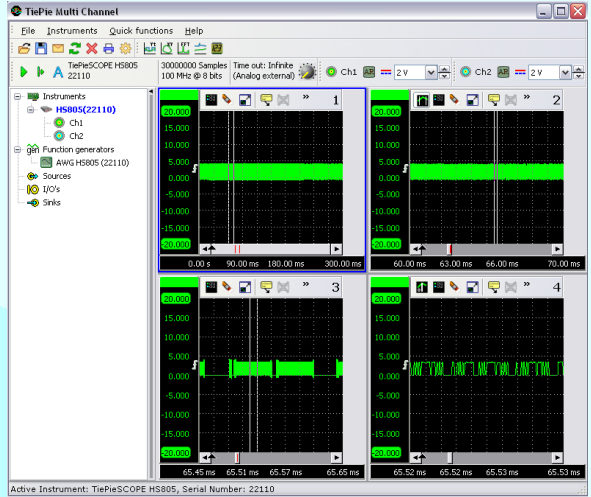 TiePie Multi Channel
File Instruments Quick functions Help
TiePieSCOPE HS805
22110
30000000 Samples
100 MHz @ 8 bits
Time out: Infinite
(Analog external)
Ch1 AR 2 V
Ch2 AR 2 V
Instruments
HS805(22110)
Ch1
Ch2
Function generators
AWG HS805 (22110)
Sources
I/O's
Sinks
» 1
20.000
15.000
10.000
5.000
0.000
-5.000
-10.000
-15.000
-20.000
0.00 s 90.00 ms 180.00 ms 300.00 ms
» 2
20.000
15.000
10.000
5.000
0.000
-5.000
-10.000
-15.000
-20.000
60.00 ms 63.00 ms 66.00 ms 70.00 ms
» 3
20.000
15.000
10.000
5.000
0.000
-5.000
-10.000
-15.000
-20.000
65.45 ms 65.51 ms 65.57 ms 65.65 ms
» 4
20.000
15.000
10.000
5.000
0.000
-5.000
-10.000
-15.000
-20.000
65.52 ms 65.52 ms 65.53 ms 65.53 ms
Active Instrument: TiePieSCOPE HS805, Serial Number: 22110